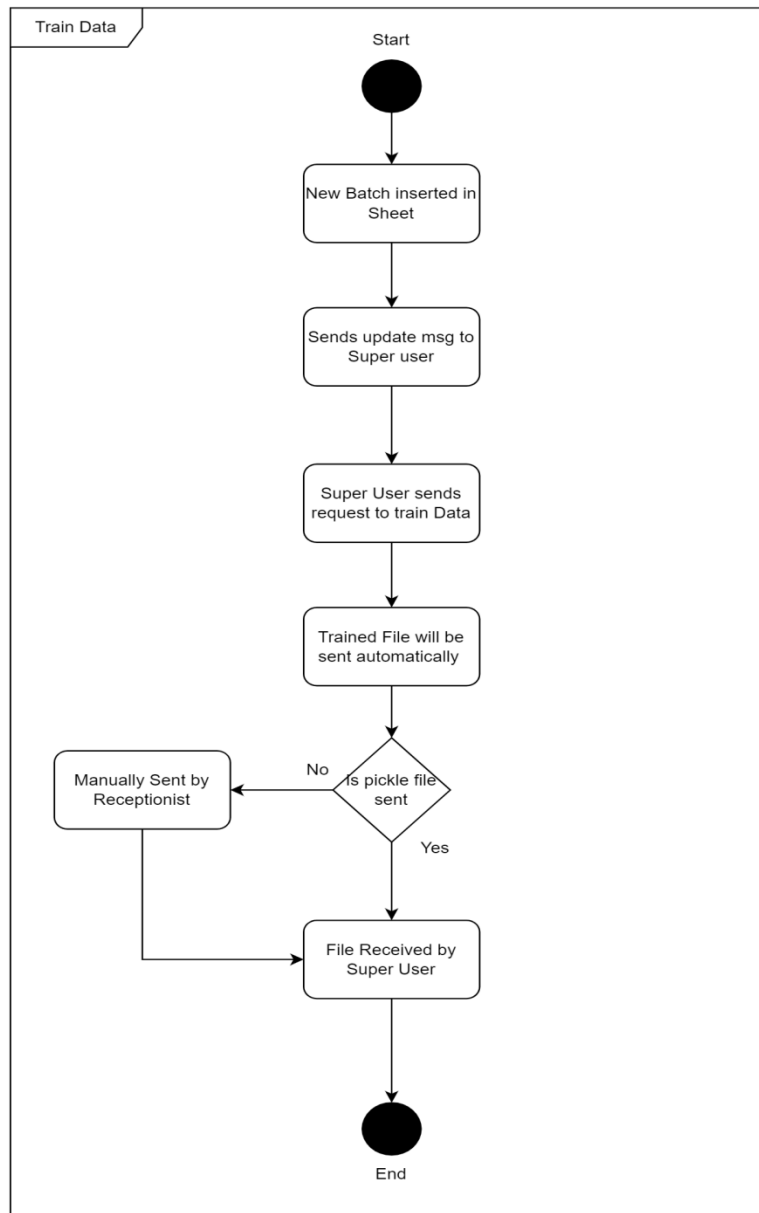 Train Data
Start
New Batch inserted in
Sheet
Sends update msg to
Super user
Super User sends
request to train Data
Trained File will be
sent automatically
No
Is pickle file
sent
Manually Sent by
Receptionist
Yes
File Received by
Super User
End